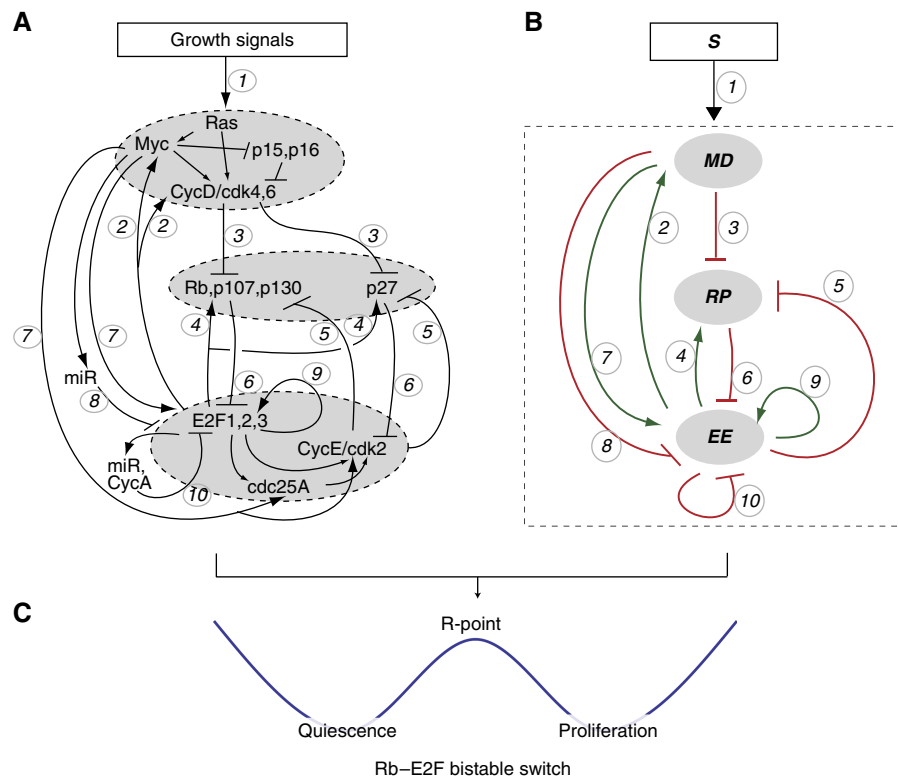 A
Growth signals
1
Ras
Myc
p15,p16
CycD/cdk4,6
2
2
3
3
Rb,p107,p130
p27
4
4
5
5
7
7
miR
8
6
6
9
E2F1,2,3
CycE/cdk2
miR,
CycA
10
cdc25A
B
S
1
MD
2
3
RP
5
7
4
6
9
EE
8
10
C
R-point
Quiescence
Proliferation
Rb–E2F bistable switch